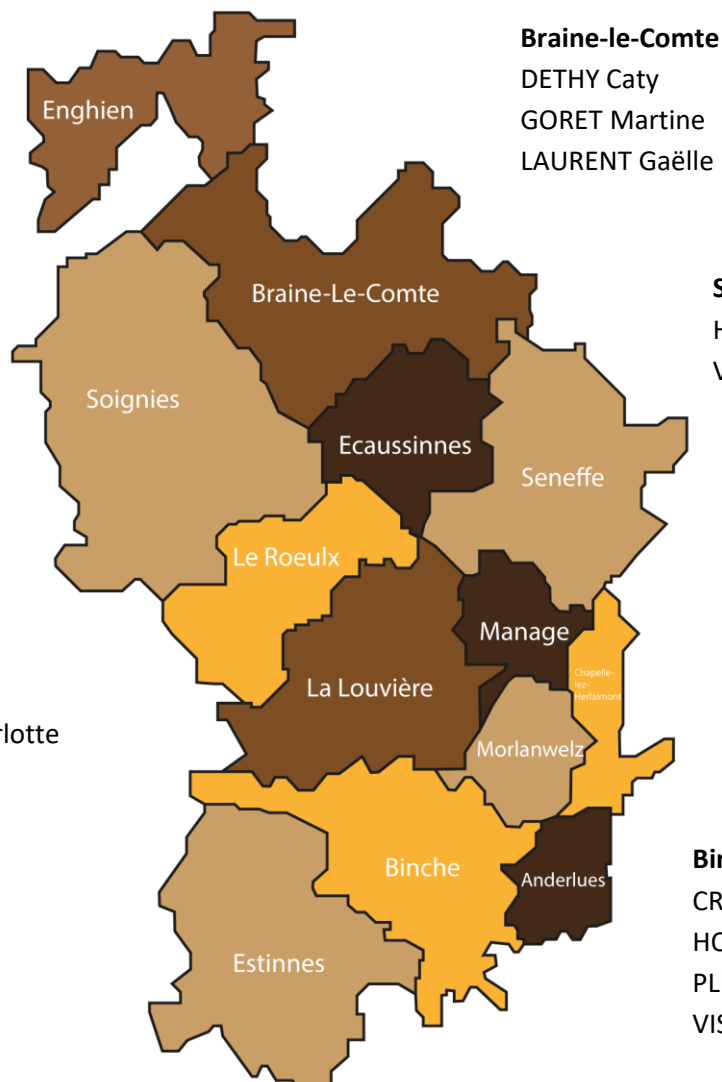 Braine-le-Comte
DETHY Caty
GORET Martine
LAURENT Gaëlle
Enghien
Braine-Le-Comte
Soignies
Ecaussinnes
Seneffe
Le Roeulx
Manage
Chapelle-
lez-
Herlaimont
La Louvière
rlotte
Morlanwelz
Binche
Anderlues
Estinnes